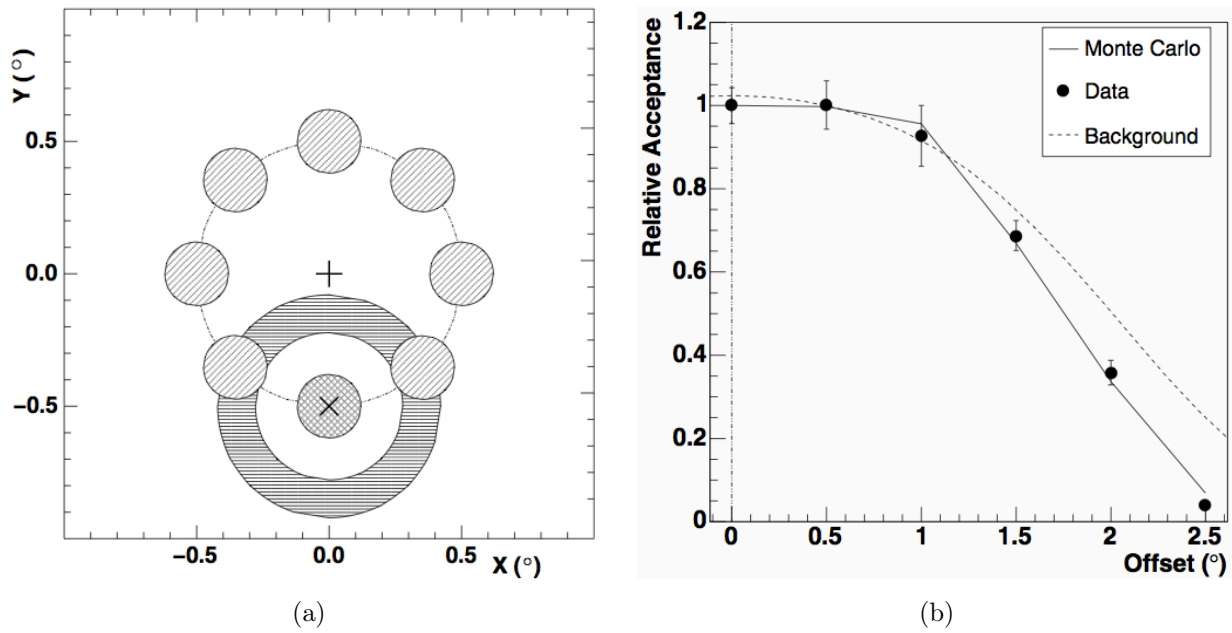 Y (°)
0.5
0.0
−0.5
−0.5
0.0
0.5
X (°)
(a)
Relative Acceptance
1.2
1
0.8
0.6
0.4
0.2
0
Monte Carlo
Data
Background
0
0.5
1
1.5
2
2.5
Offset (°)
(b)